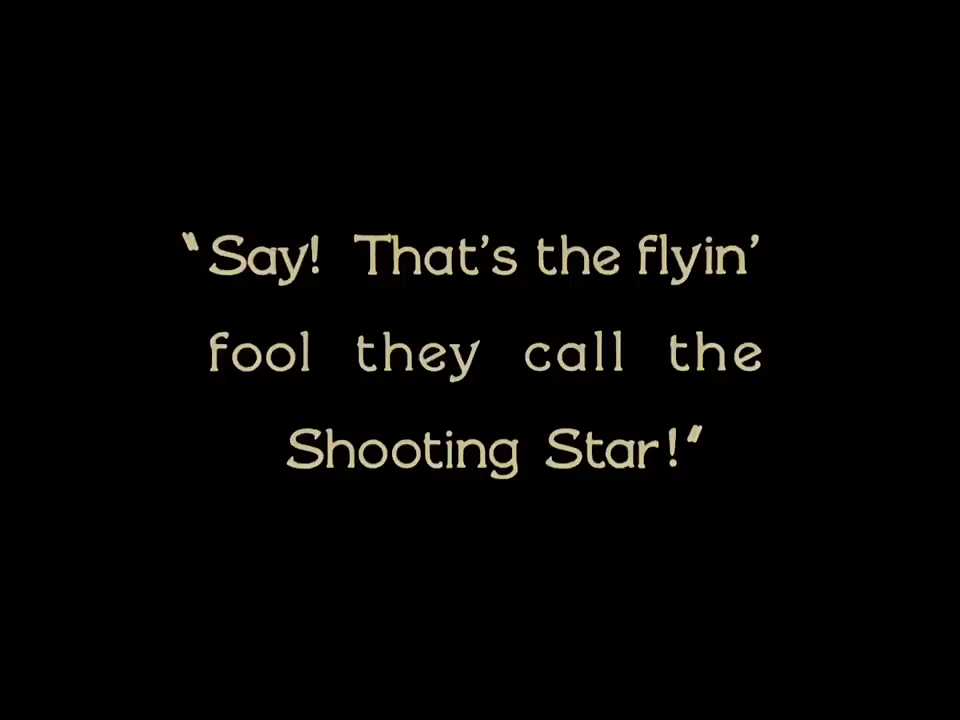 “Say! That’s the flyin’
fool they call the
Shooting Star!”